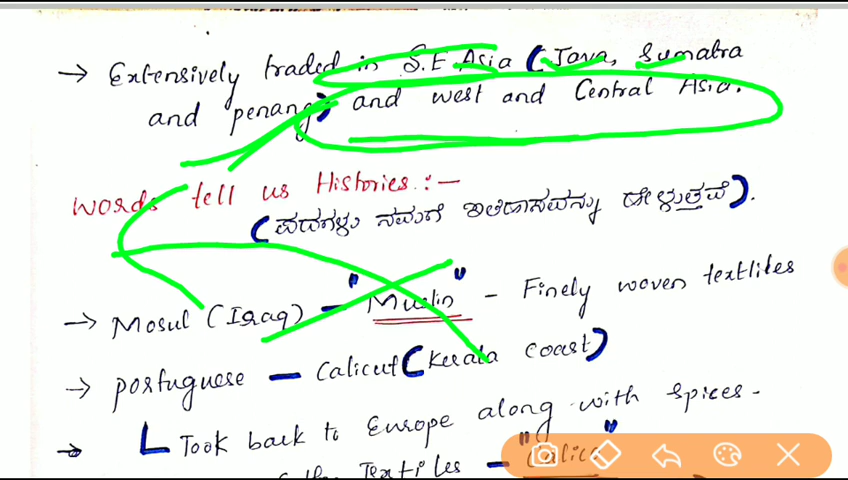 → Extensively traded in S.E Asia (Java, Sumatra
and penang) and west and Central Asia.
words tell us Histories :-
(ಪದಗಳು ನಮಗೆ ಇತಿಹಾಸವನ್ನು ಹೇಳುತ್ತವೆ).
→ Mosul (Iraq) - "Muslin" - Finely woven textlites
→ portuguese - Calicut (Kerala coast)
→ Took back to Europe along with spices -
Textiles - "Calico"